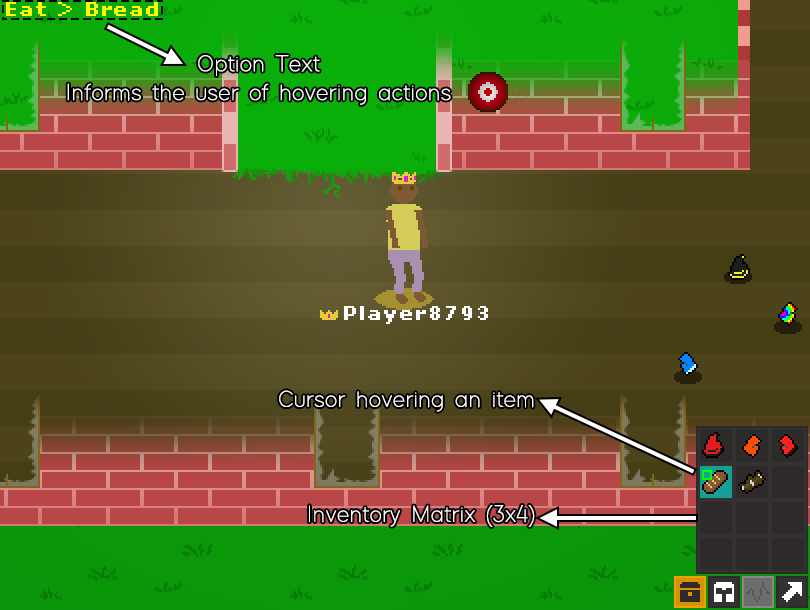 Eat > Bread
Option Text
Informs the user of hovering actions
Player8793
Cursor hovering an item
Inventory Matrix (3x4)